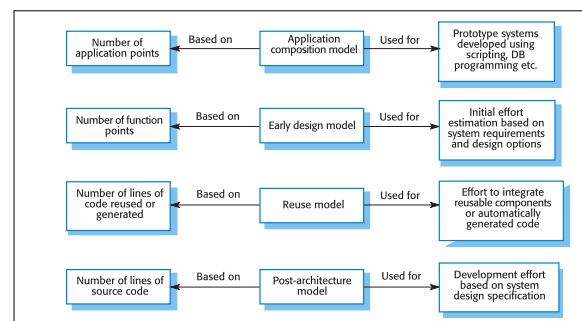 Number of
application points
Based on
Application
composition model
Used for
Prototype systems
developed using
scripting, DB
programming etc.
Number of function
points
Based on
Early design model
Used for
Initial effort
estimation based on
system requirements
and design options
Number of lines of
code reused or
generated
Based on
Reuse model
Used for
Effort to integrate
reusable components
or automatically
generated code
Number of lines of
source code
Based on
Post-architecture
model
Used for
Development effort
based on system
design specification